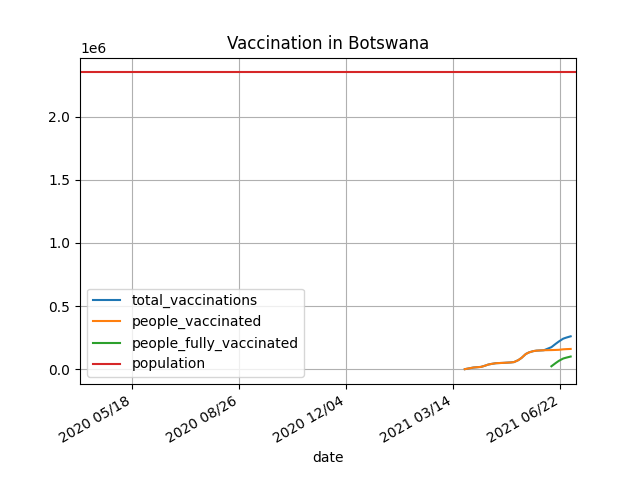 Vaccination in Botswana
1e6
2.0
1.5
1.0
0.5
0.0
total_vaccinations
people_vaccinated
people_fully_vaccinated
population
2020 05/18
2020 08/26
2020 12/04
2021 03/14
2021 06/22
date